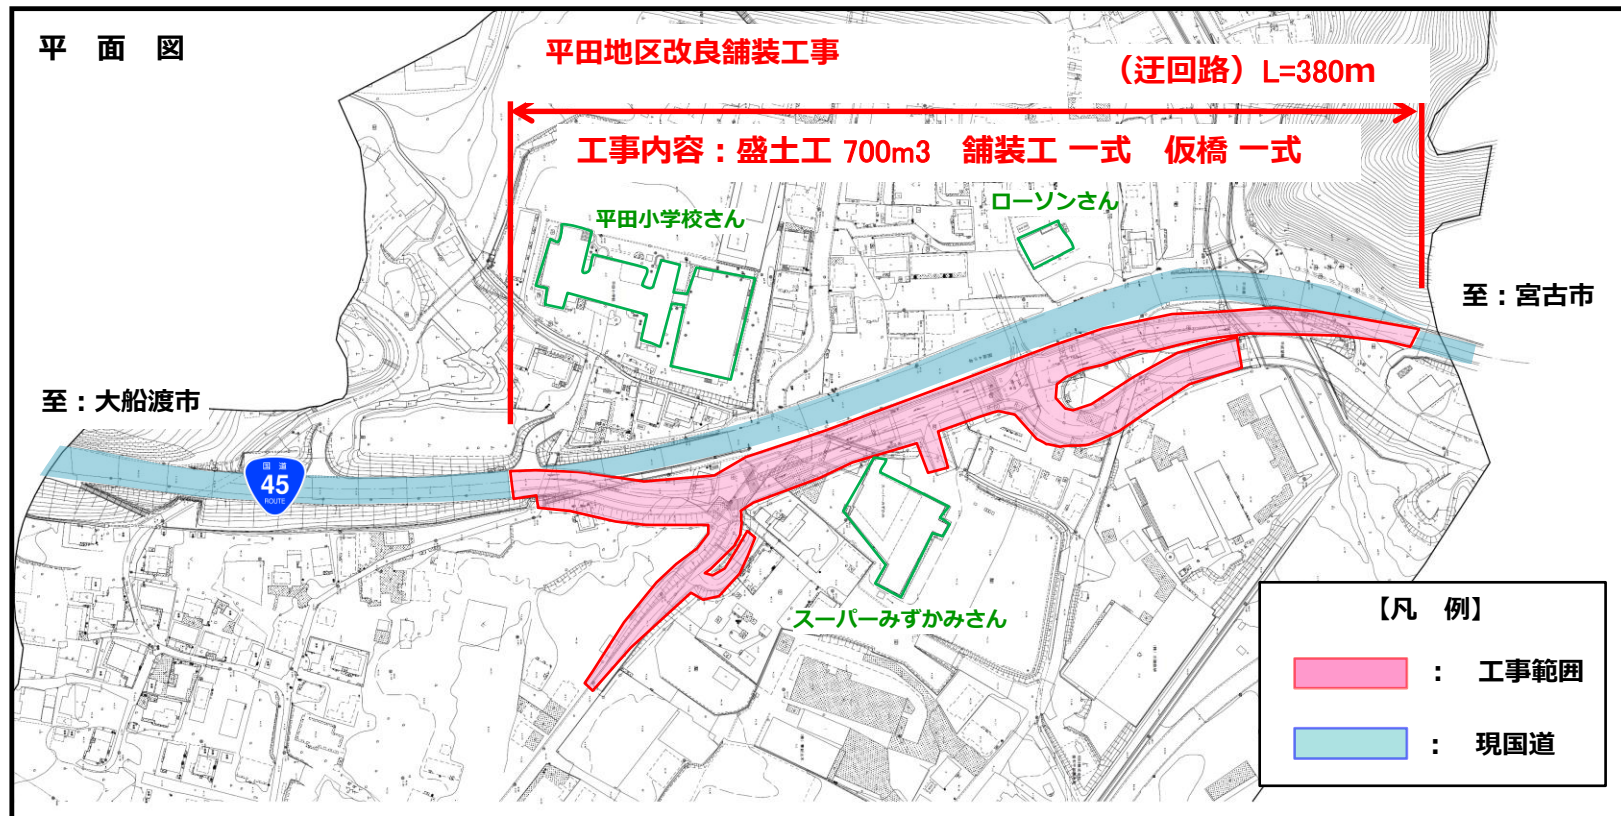 平 面 図
平田地区改良舗装工事
（迂回路）L=380m
工事内容：盛土工 700m3 舗装工 一式 仮橋 一式
平田小学校さん
ローソンさん
至：宮古市
至：大船渡市
国道
45
ROUTE
スーパーみずかみさん
【凡 例】
： 工事範囲
： 現国道